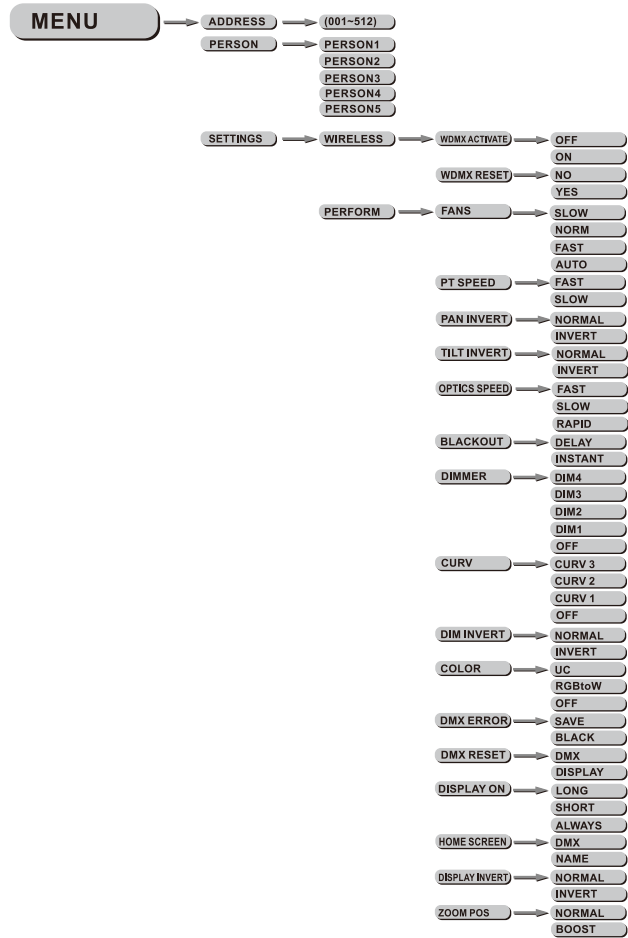 MENU ADDRESS (001~512)
PERSON PERSON1
PERSON2
PERSON3
PERSON4
PERSON5
SETTINGS WIRELESS WDMX ACTIVATE OFF
ON
WDMX RESET NO
YES
PERFORM FANS SLOW
NORM
FAST
AUTO
PT SPEED FAST
SLOW
PAN INVERT NORMAL
INVERT
TILT INVERT NORMAL
INVERT
OPTICS SPEED FAST
SLOW
RAPID
BLACKOUT DELAY
INSTANT
DIMMER DIM4
DIM3
DIM2
DIM1
OFF
CURV CURV 3
CURV 2
CURV 1
OFF
DIM INVERT NORMAL
INVERT
COLOR UC
RGBtoW
OFF
DMX ERROR SAVE
BLACK
DMX RESET DMX
DISPLAY
DISPLAY ON LONG
SHORT
ALWAYS
HOME SCREEN DMX
NAME
DISPLAY INVERT NORMAL
INVERT
ZOOM POS NORMAL
BOOST